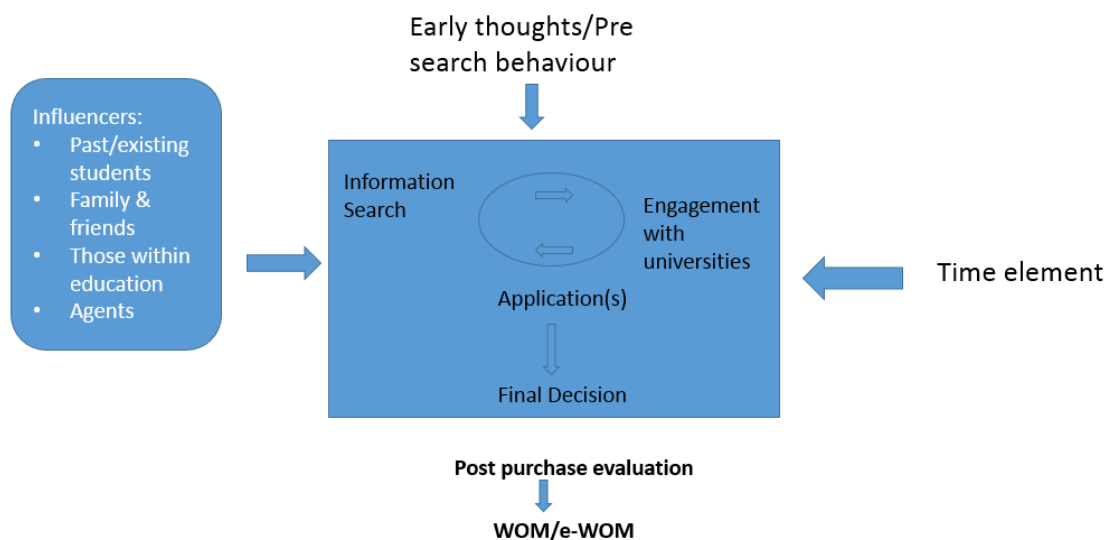 Early thoughts/Pre
search behaviour
Influencers:
• Past/existing
students
• Family &
friends
• Those within
education
• Agents
Information
Search
Engagement
with
universities
Application(s)
Final Decision
Time element
Post purchase evaluation
WOM/e-WOM